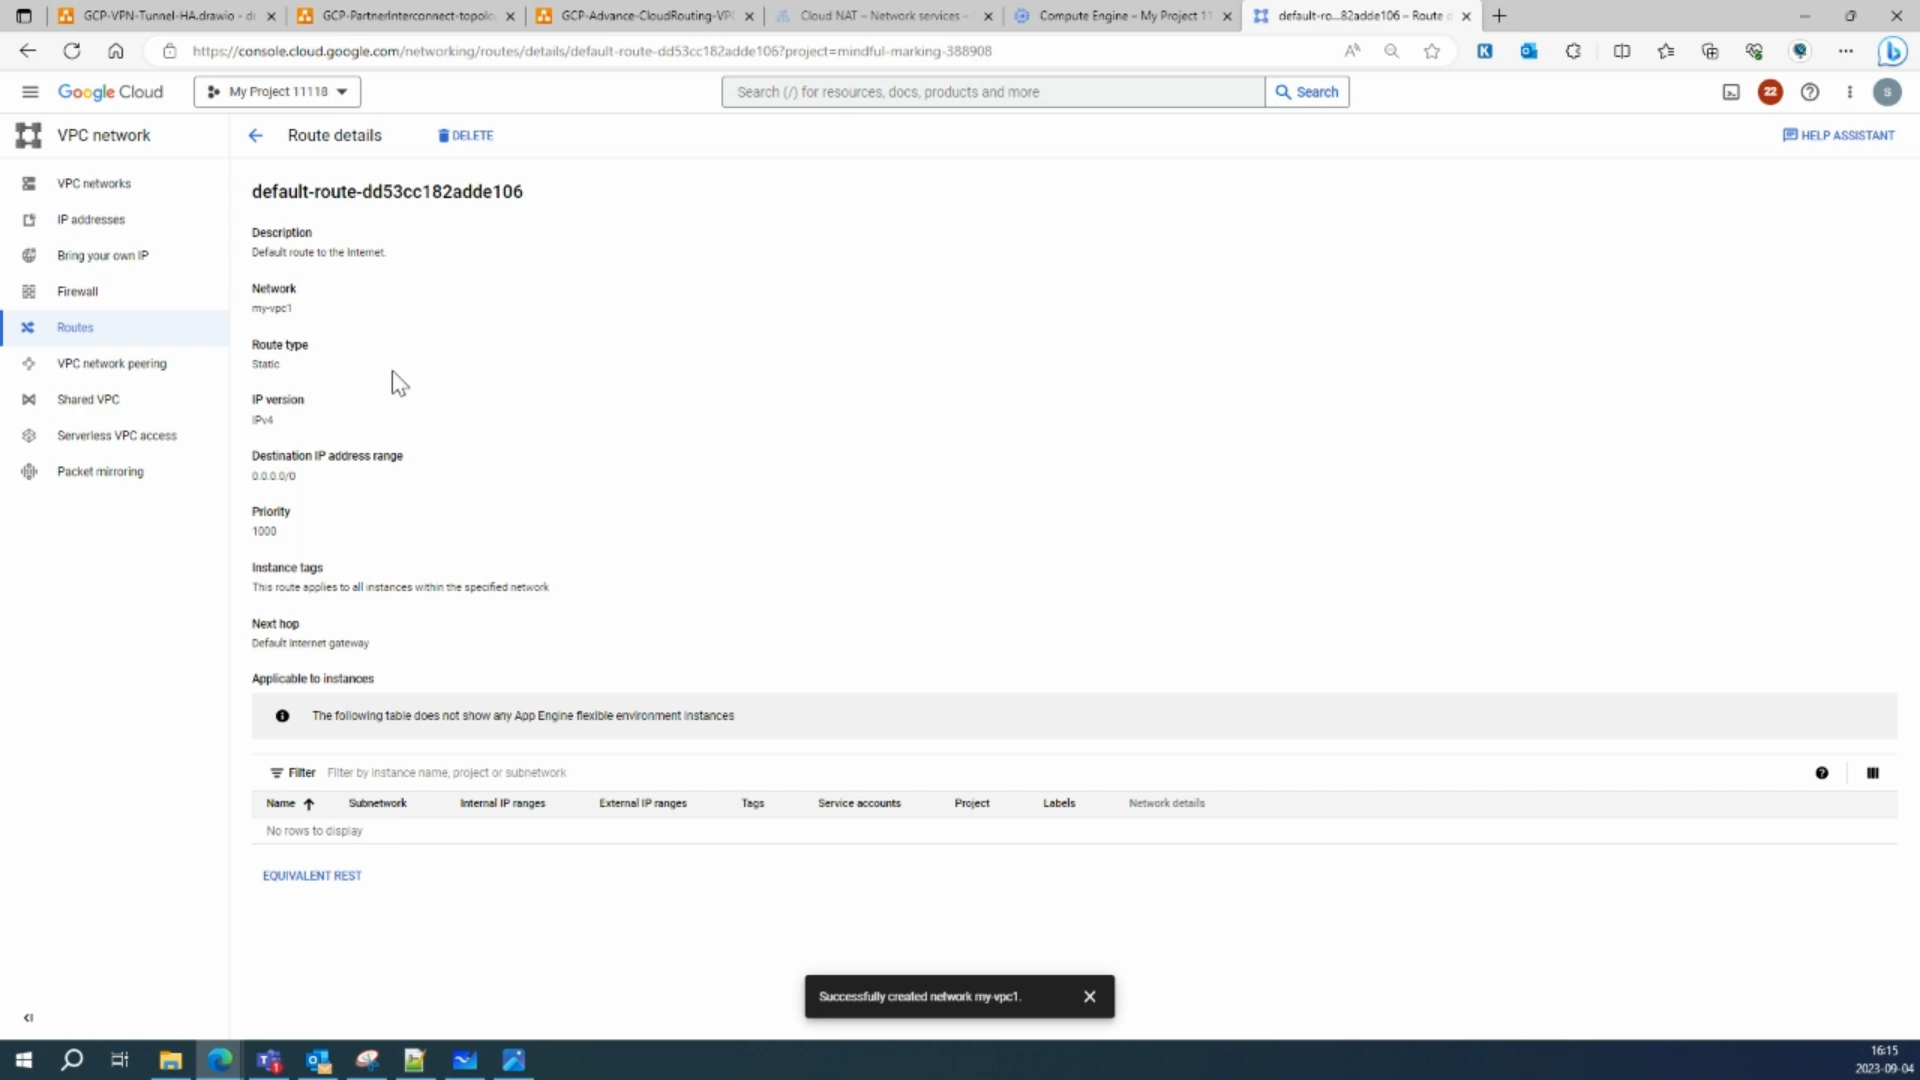 GCP-VPN-Tunnel-HA.drawio - di
GCP-PartnerInterconnect-topolo
GCP-Advance-CloudRouting-VPC
Cloud NAT – Network services –
Compute Engine – My Project 11
default-ro...82adde106 – Route d
https://console.cloud.google.com/networking/routes/details/default-route-dd53cc182adde106?project=mindful-marking-388908
Google Cloud
My Project 11118
Search (/) for resources, docs, products and more
Search
22
S
VPC network
Route details
DELETE
HELP ASSISTANT
VPC networks
IP addresses
Bring your own IP
Firewall
Routes
VPC network peering
Shared VPC
Serverless VPC access
Packet mirroring
default-route-dd53cc182adde106
Description
Default route to the Internet.
Network
my-vpc1
Route type
Static
IP version
IPv4
Destination IP address range
0.0.0.0/0
Priority
1000
Instance tags
This route applies to all instances within the specified network
Next hop
Default internet gateway
Applicable to instances
The following table does not show any App Engine flexible environment instances
Filter Filter by instance name, project or subnetwork
Name Subnetwork Internal IP ranges External IP ranges Tags Service accounts Project Labels Network details
No rows to display
EQUIVALENT REST
Successfully created network my-vpc1.
16:15
2023-09-04